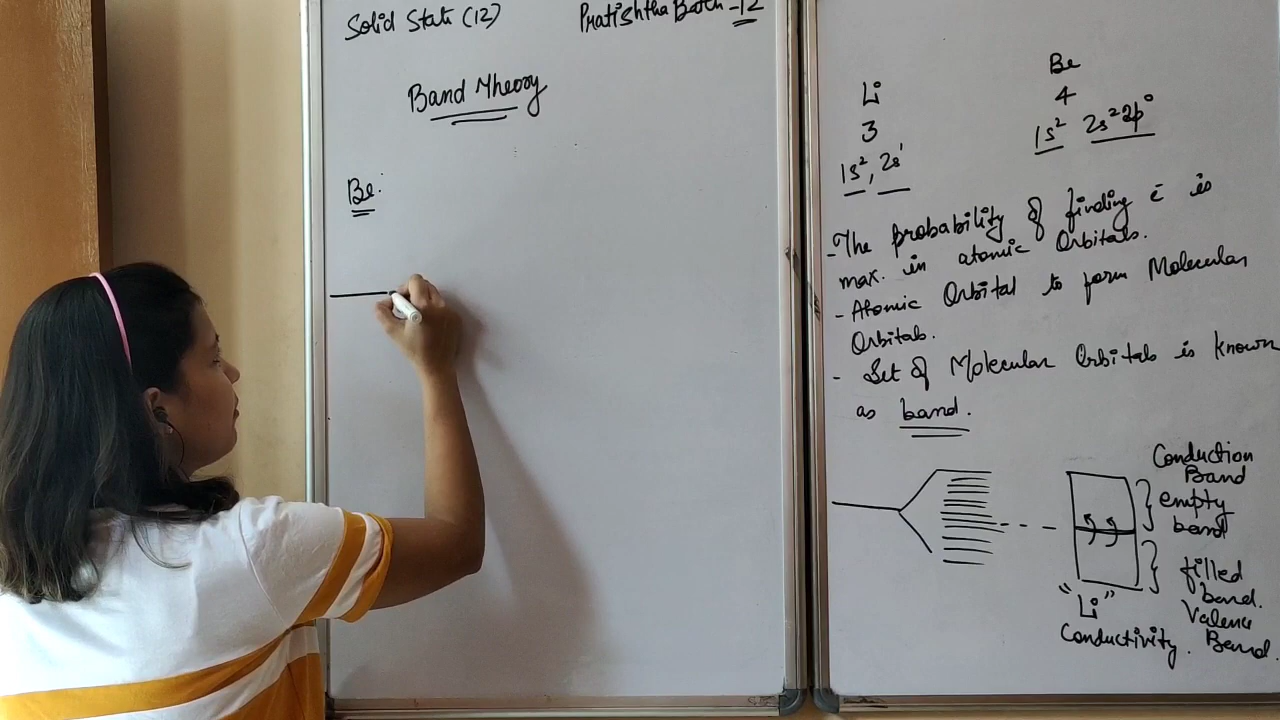 Solid State (12)
Pratishtha Batch -12
Band Theory
Be:
Li
3
1s², 2s¹
Be
4
1s² 2s² 2p⁰
-The probability of finding ē is
max. in atomic Orbitals.
- Atomic Orbital to form Molecular
Orbitals.
- Set of Molecular Orbitals is known
as band.
Conduction
Band
empty
band
filled
band.
Valence
Band.
"Li"
Conductivity.